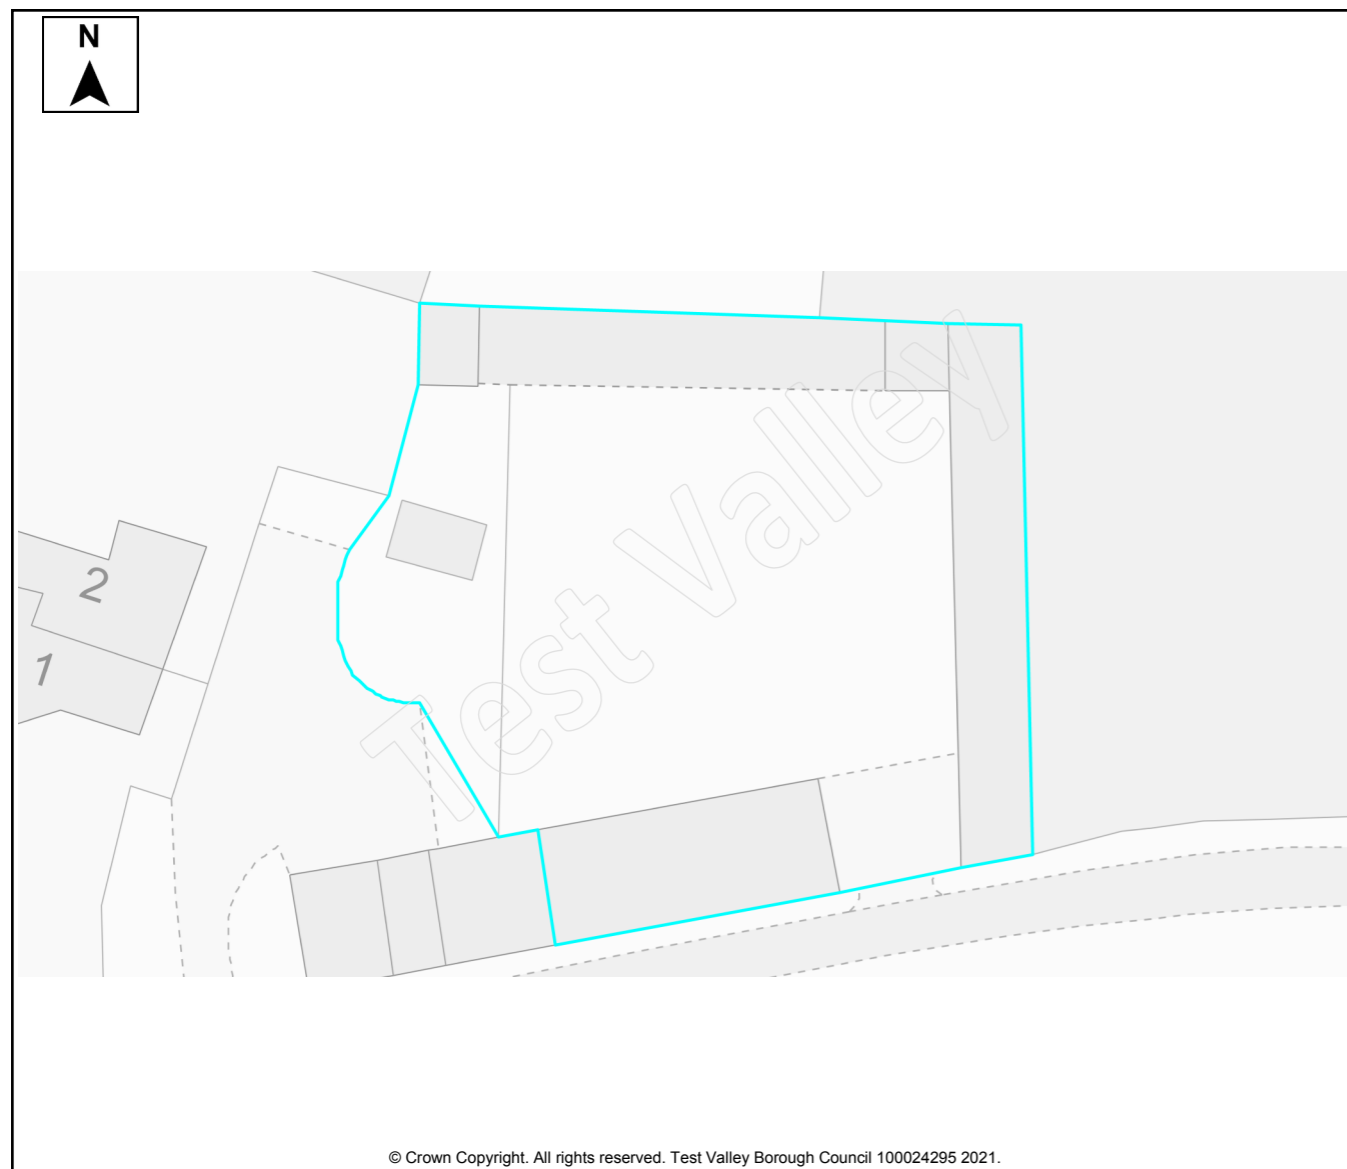 N
Test Valley
2
1
© Crown Copyright. All rights reserved. Test Valley Borough Council 100024295 2021.